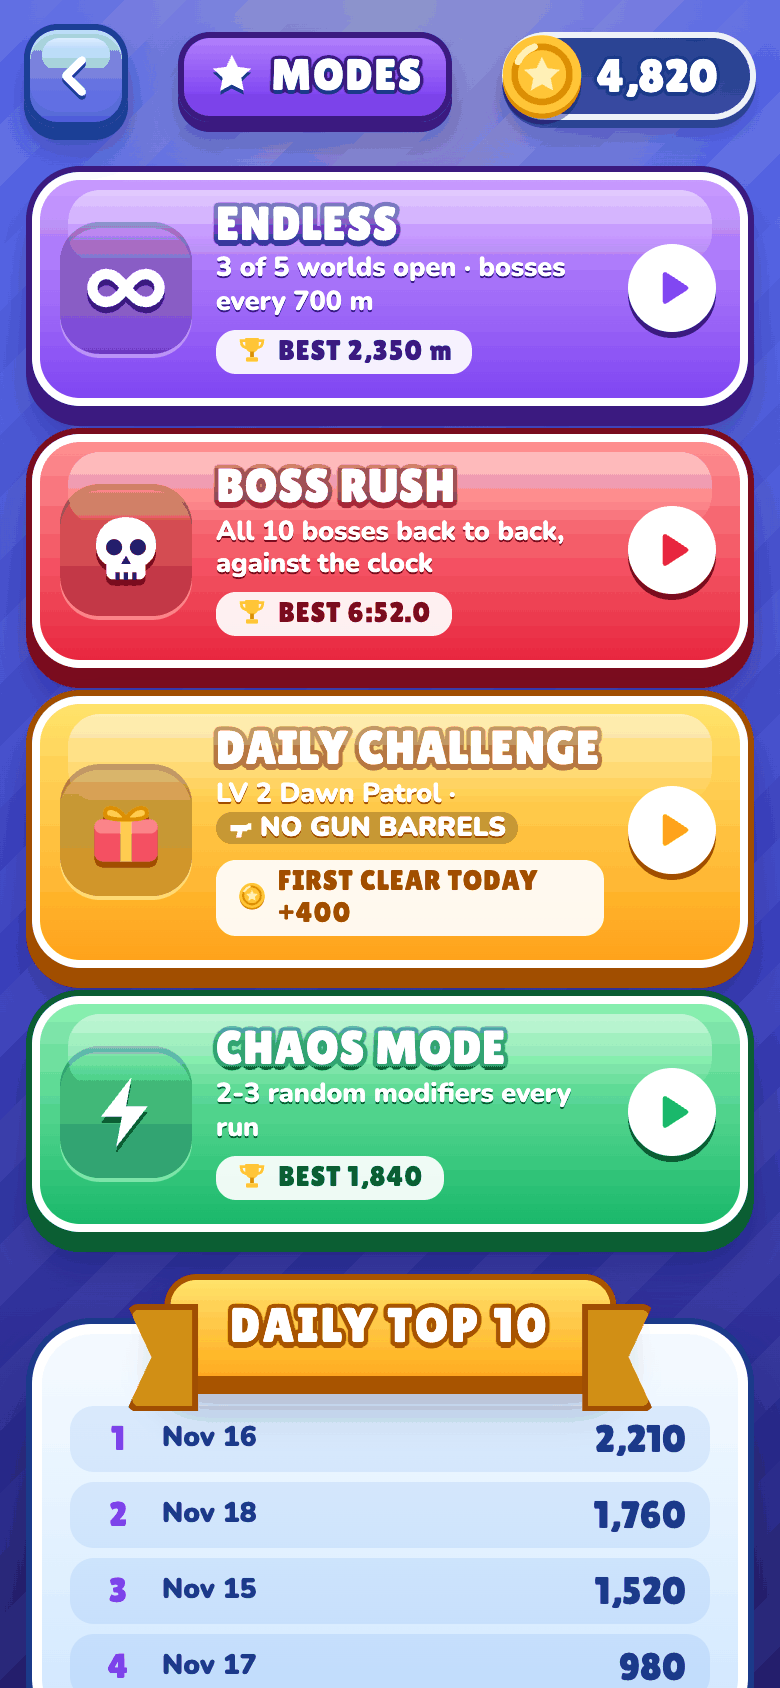 MODES
4,820
ENDLESS
3 of 5 worlds open · bosses
every 700 m
BEST 2,350 m
BOSS RUSH
All 10 bosses back to back,
against the clock
BEST 6:52.0
DAILY CHALLENGE
LV 2 Dawn Patrol ·
NO GUN BARRELS
FIRST CLEAR TODAY
+400
CHAOS MODE
2-3 random modifiers every
run
BEST 1,840
DAILY TOP 10
1 Nov 16 2,210
2 Nov 18 1,760
3 Nov 15 1,520
4 Nov 17 980